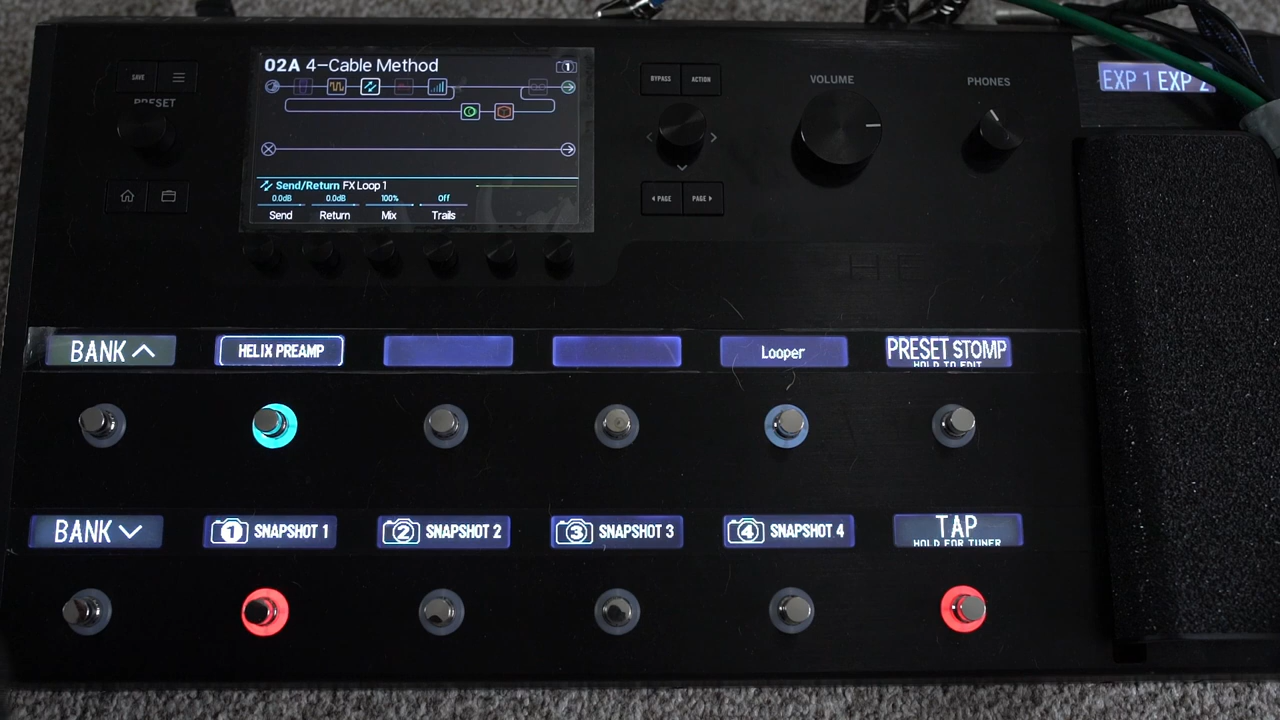 02A 4-Cable Method
1
SAVE
PRESET
BYPASS
ACTION
VOLUME
PHONES
EXP 1 EXP 2
Send/Return FX Loop 1
0.0dB 0.0dB 100% Off
Send Return Mix Trails
PAGE
PAGE
HE
BANK
HELIX PREAMP
Looper
PRESET STOMP
HOLD TO EDIT
BANK
1 SNAPSHOT 1
2 SNAPSHOT 2
3 SNAPSHOT 3
4 SNAPSHOT 4
TAP
HOLD FOR TUNER